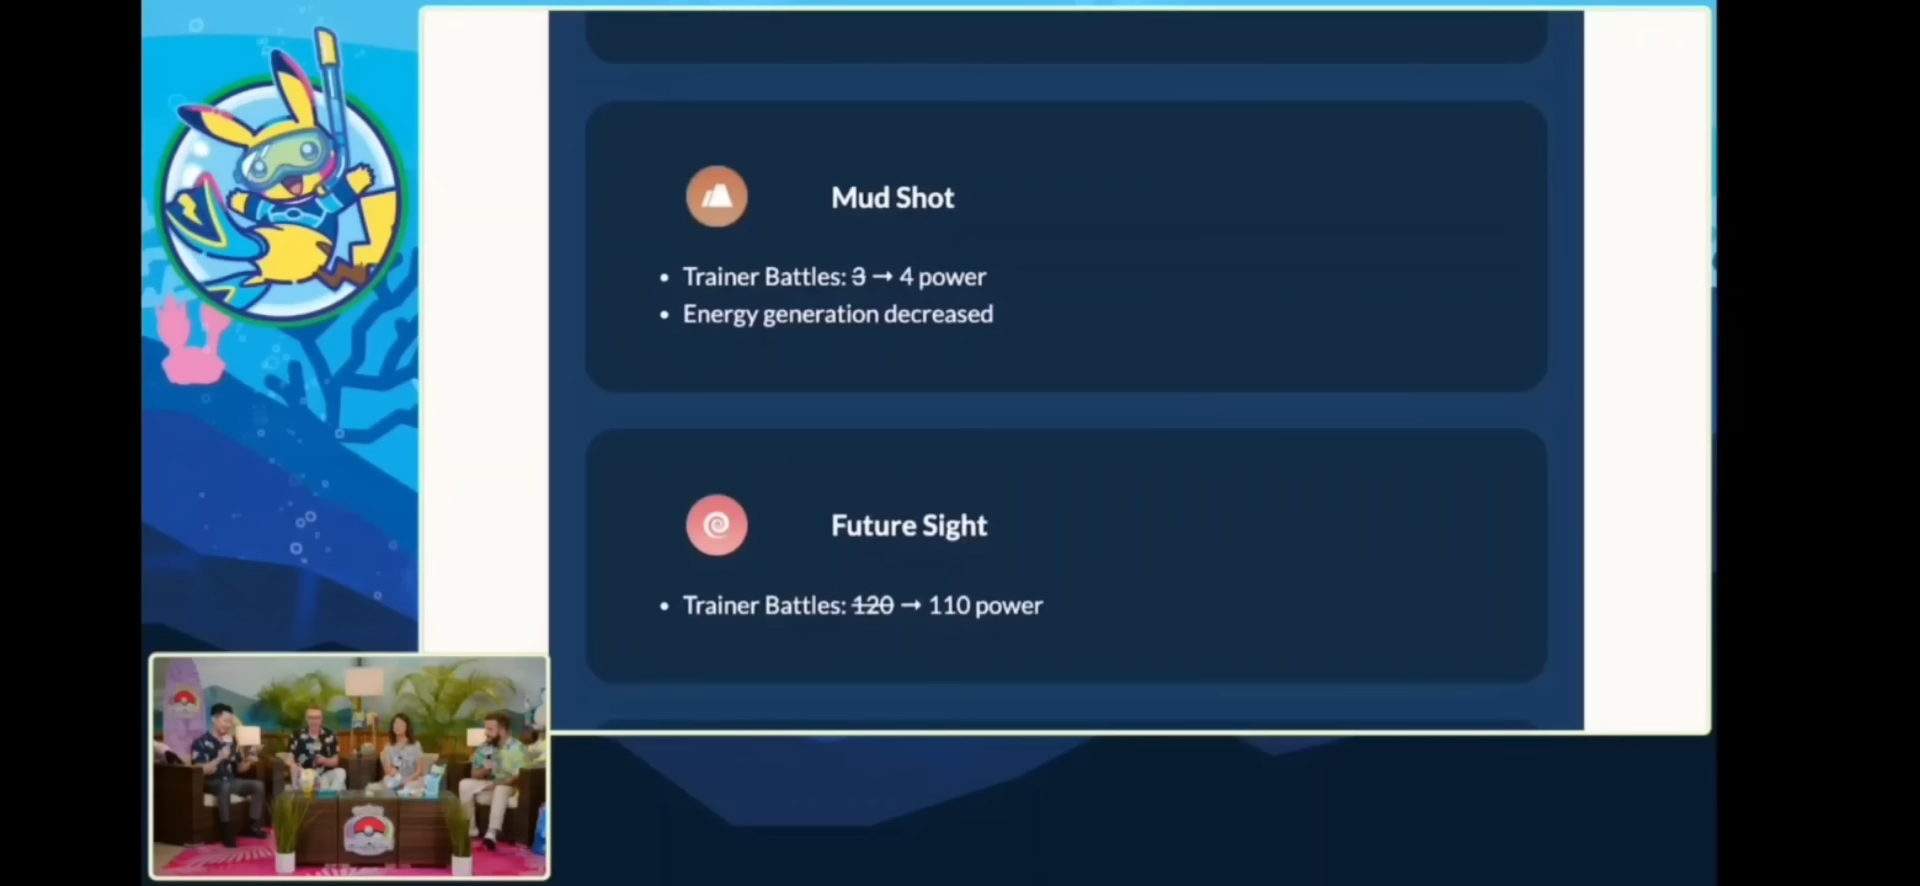 Mud Shot
• Trainer Battles: 3 → 4 power
• Energy generation decreased
Future Sight
• Trainer Battles: 120 → 110 power